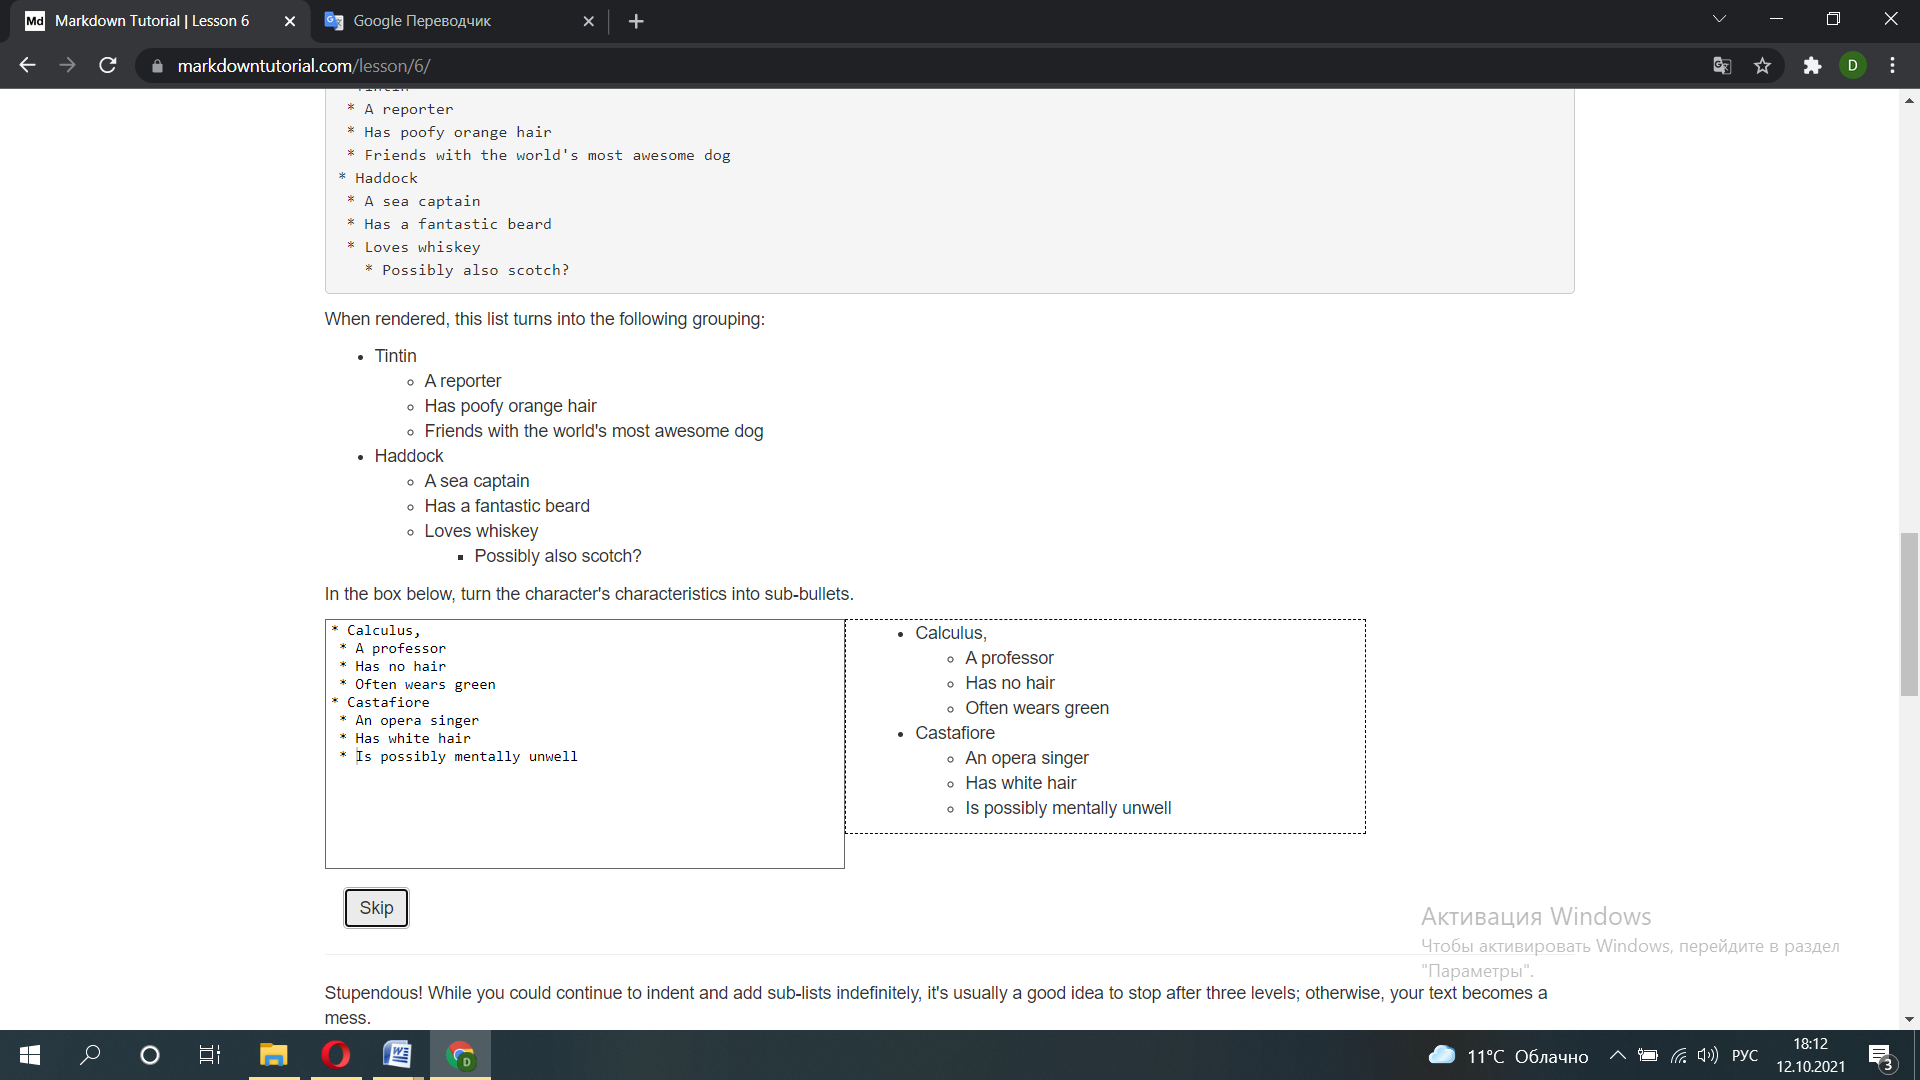 Md Markdown Tutorial | Lesson 6
Google Переводчик
markdowntutorial.com/lesson/6/
D
* A reporter
* Has poofy orange hair
* Friends with the world's most awesome dog
* Haddock
* A sea captain
* Has a fantastic beard
* Loves whiskey
* Possibly also scotch?
When rendered, this list turns into the following grouping:
• Tintin
◦ A reporter
◦ Has poofy orange hair
◦ Friends with the world's most awesome dog
• Haddock
◦ A sea captain
◦ Has a fantastic beard
◦ Loves whiskey
▪ Possibly also scotch?
In the box below, turn the character's characteristics into sub-bullets.
* Calculus,
* A professor
* Has no hair
* Often wears green
* Castafiore
* An opera singer
* Has white hair
* Is possibly mentally unwell
• Calculus,
◦ A professor
◦ Has no hair
◦ Often wears green
• Castafiore
◦ An opera singer
◦ Has white hair
◦ Is possibly mentally unwell
Skip
Активация Windows
Чтобы активировать Windows, перейдите в раздел
"Параметры".
Stupendous! While you could continue to indent and add sub-lists indefinitely, it's usually a good idea to stop after three levels; otherwise, your text becomes a
mess.
11°C Облачно
РУС
18:12
12.10.2021
3